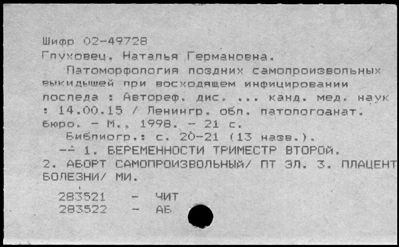 Шифр 02-49728
Глуховец, Наталья Германовна.
Патоморфология поздних самопроизвольных
выкидышей при восходящем инфицировании
последа : Автореф. дис. ... канд. мед. наук
: 14.00.15 / Ленингр. обл. патологоанат.
бюро. - М., 1998. - 21 с.
Библиогр.: с. 20-21 (13 назв.).
-- 1. БЕРЕМЕННОСТИ ТРИМЕСТР ВТОРОЙ.
2. АБОРТ САМОПРОИЗВОЛЬНЫЙ/ ПТ ЭЛ. 3. ПЛАЦЕНТ
БОЛЕЗНИ/ МИ.
283521 - ЧИТ
283522 - АБ